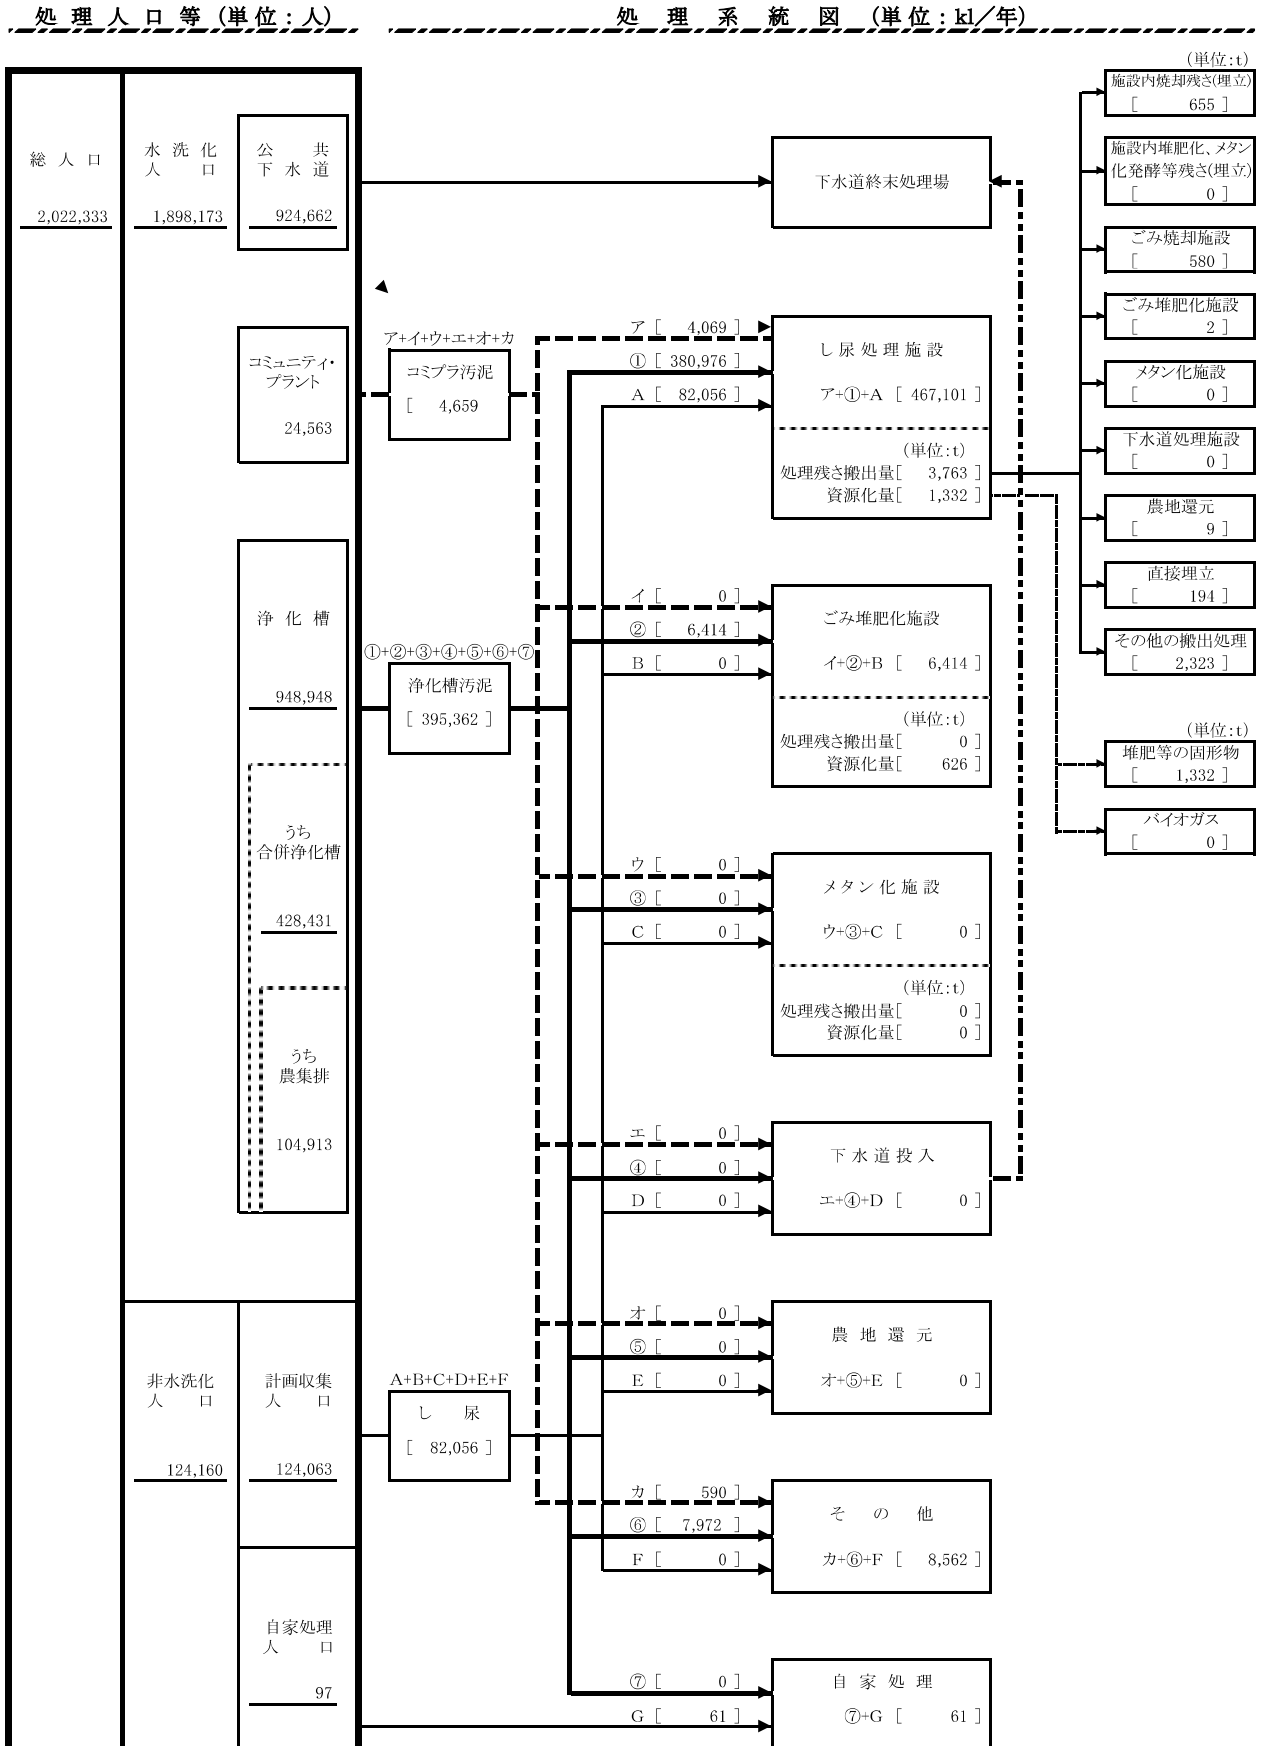 処理人口等(単位:人)
処理系統図(単位:kl/年)
総人口
2,022,333
水洗化
人口
1,898,173
公共
下水道
924,662
コミュニティ・
プラント
24,563
浄化槽
948,948
うち
合併浄化槽
428,431
うち
農集排
104,913
非水洗化
人口
124,160
計画収集
人口
124,063
自家処理
人口
97
ア+イ+ウ+エ+オ+カ
コミプラ汚泥
[ 4,659
①+②+③+④+⑤+⑥+⑦
浄化槽汚泥
[ 395,362 ]
A+B+C+D+E+F
し尿
[ 82,056 ]
下水道終末処理場
ア [ 4,069 ]
① [ 380,976 ]
A [ 82,056 ]
し尿処理施設
ア+①+A [ 467,101 ]
(単位:t)
処理残さ搬出量[ 3,763 ]
資源化量[ 1,332 ]
イ [ 0 ]
② [ 6,414 ]
B [ 0 ]
ごみ堆肥化施設
イ+②+B [ 6,414 ]
(単位:t)
処理残さ搬出量[ 0 ]
資源化量[ 626 ]
ウ [ 0 ]
③ [ 0 ]
C [ 0 ]
メタン化施設
ウ+③+C [ 0 ]
(単位:t)
処理残さ搬出量[ 0 ]
資源化量[ 0 ]
エ [ 0 ]
④ [ 0 ]
D [ 0 ]
下水道投入
エ+④+D [ 0 ]
オ [ 0 ]
⑤ [ 0 ]
E [ 0 ]
農地還元
オ+⑤+E [ 0 ]
カ [ 590 ]
⑥ [ 7,972 ]
F [ 0 ]
その他
カ+⑥+F [ 8,562 ]
⑦ [ 0 ]
G [ 61 ]
自家処理
⑦+G [ 61 ]
(単位:t)
施設内焼却残さ(埋立)
[ 655 ]
施設内堆肥化、メタン
化発酵等残さ(埋立)
[ 0 ]
ごみ焼却施設
[ 580 ]
ごみ堆肥化施設
[ 2 ]
メタン化施設
[ 0 ]
下水道処理施設
[ 0 ]
農地還元
[ 9 ]
直接埋立
[ 194 ]
その他の搬出処理
[ 2,323 ]
(単位:t)
堆肥等の固形物
[ 1,332 ]
バイオガス
[ 0 ]